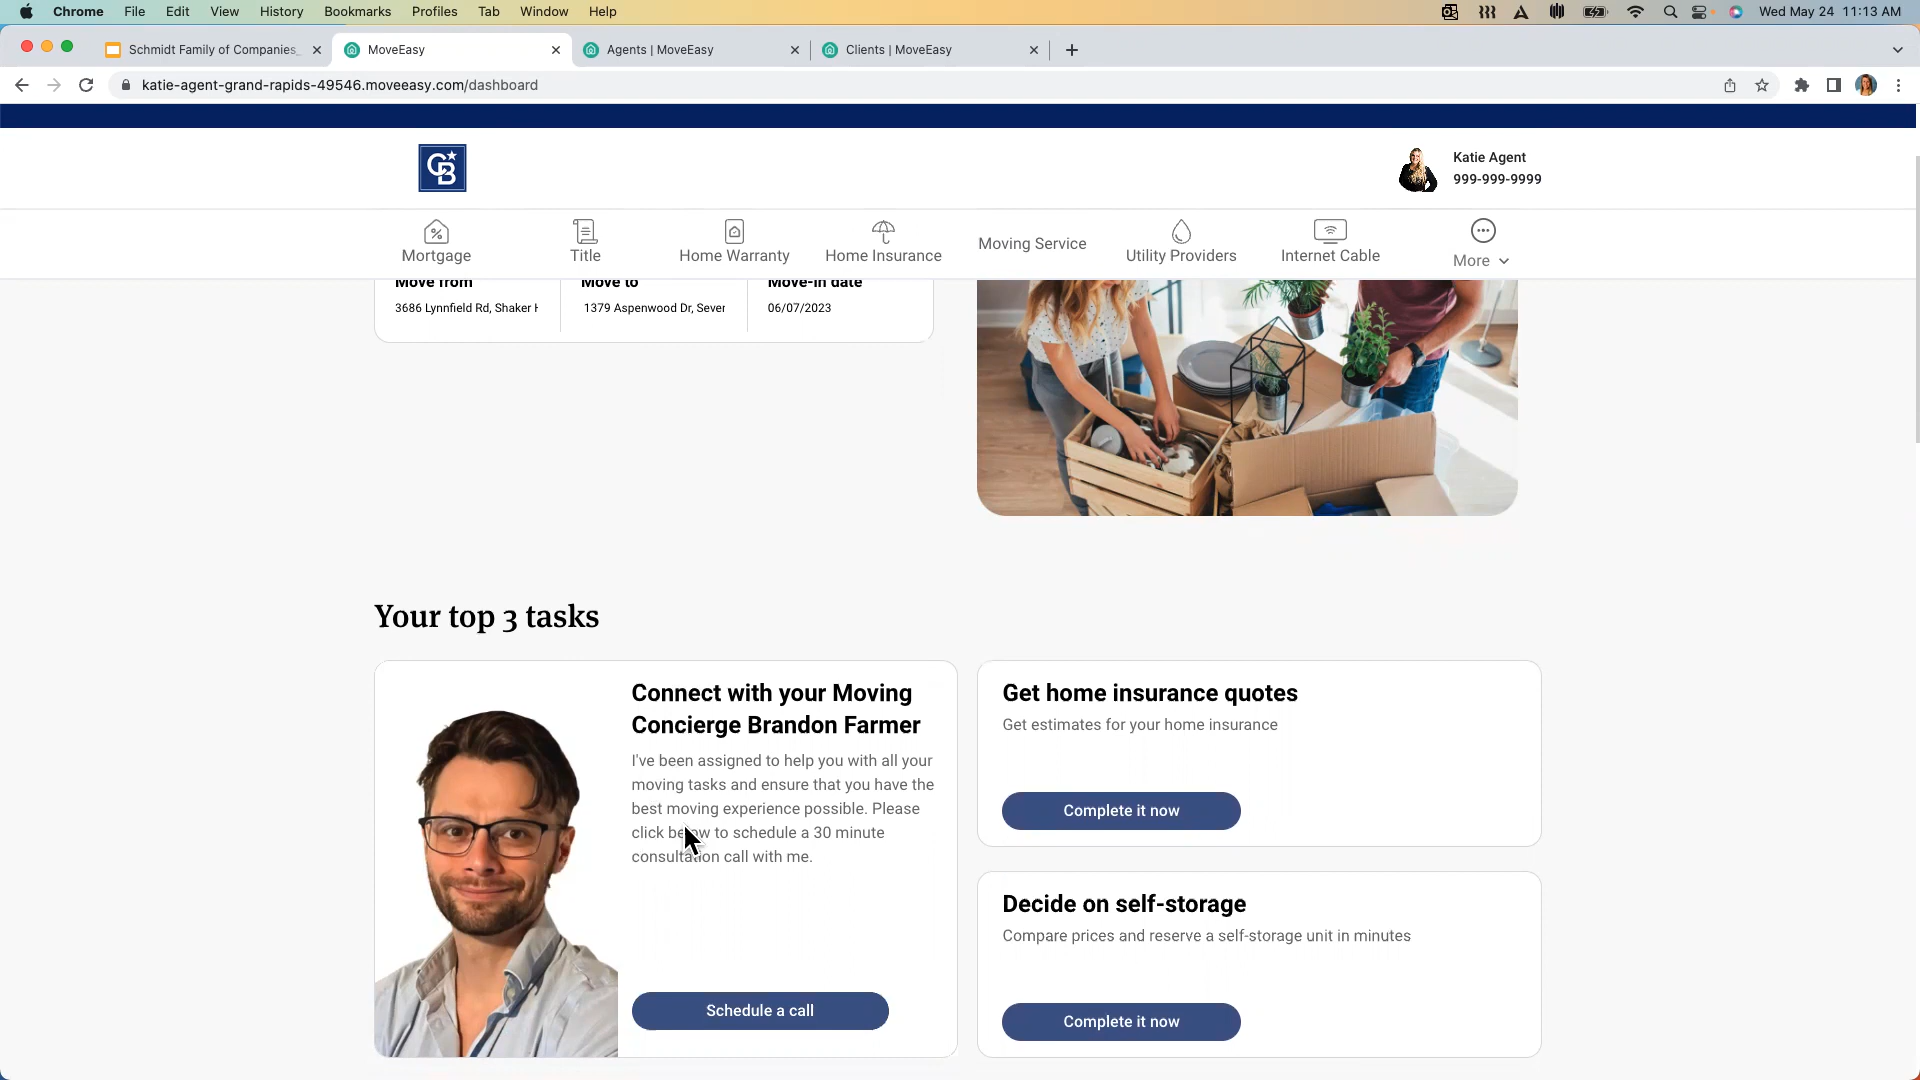 Chrome File Edit View History Bookmarks Profiles Tab Window Help Wed May 24 11:13 AM
Schmidt Family of Companies_ MoveEasy Agents | MoveEasy Clients | MoveEasy
katie-agent-grand-rapids-49546.moveeasy.com/dashboard
CB
Katie Agent
999-999-9999
Mortgage Title Home Warranty Home Insurance Moving Service Utility Providers Internet Cable More
Move from Move to Move-in date
3686 Lynnfield Rd, Shaker 1379 Aspenwood Dr, Sever 06/07/2023
Your top 3 tasks
Connect with your Moving
Concierge Brandon Farmer
I've been assigned to help you with all your
moving tasks and ensure that you have the
best moving experience possible. Please
click below to schedule a 30 minute
consultation call with me.
Schedule a call
Get home insurance quotes
Get estimates for your home insurance
Complete it now
Decide on self-storage
Compare prices and reserve a self-storage unit in minutes
Complete it now